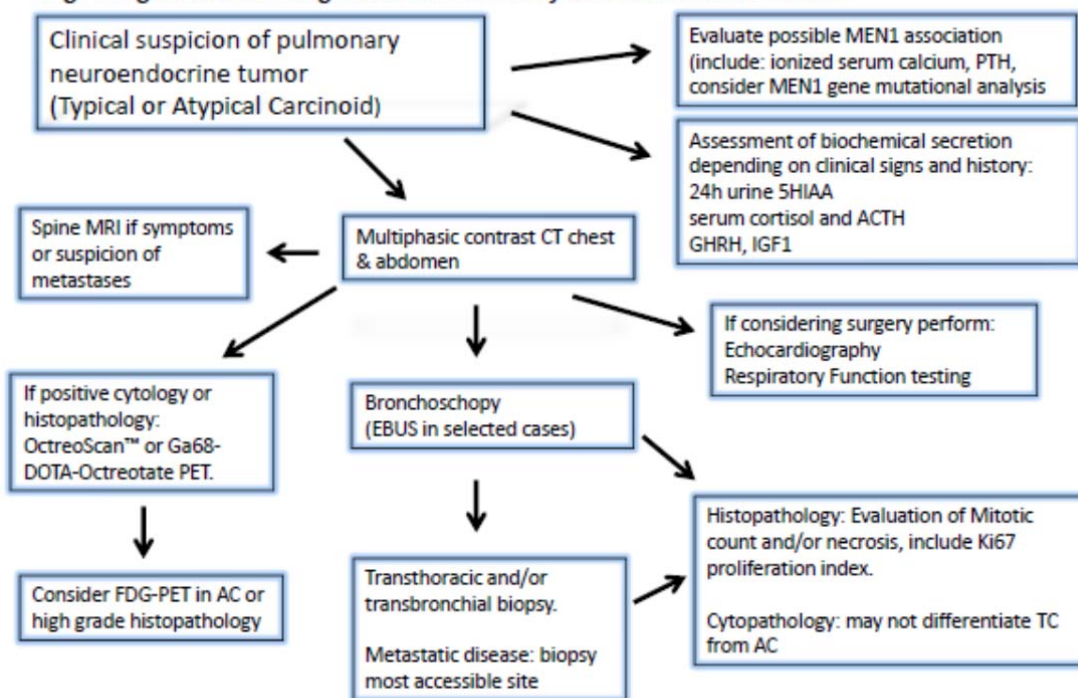 Clinical suspicion of pulmonary
neuroendocrine tumor
(Typical or Atypical Carcinoid)
Evaluate possible MEN1 association
(include: ionized serum calcium, PTH,
consider MEN1 gene mutational analysis
Assessment of biochemical secretion
depending on clinical signs and history:
24h urine 5HIAA
serum cortisol and ACTH
GHRH, IGF1
Spine MRI if symptoms
or suspicion of
metastases
Multiphasic contrast CT chest
& abdomen
If considering surgery perform:
Echocardiography
Respiratory Function testing
If positive cytology or
histopathology:
OctreoScan™ or Ga68-
DOTA-Octreotate PET.
Bronchoschopy
(EBUS in selected cases)
Histopathology: Evaluation of Mitotic
count and/or necrosis, include Ki67
proliferation index.
Cytopathology: may not differentiate TC
from AC
Consider FDG-PET in AC or
high grade histopathology
Transthoracic and/or
transbronchial biopsy.
Metastatic disease: biopsy
most accessible site